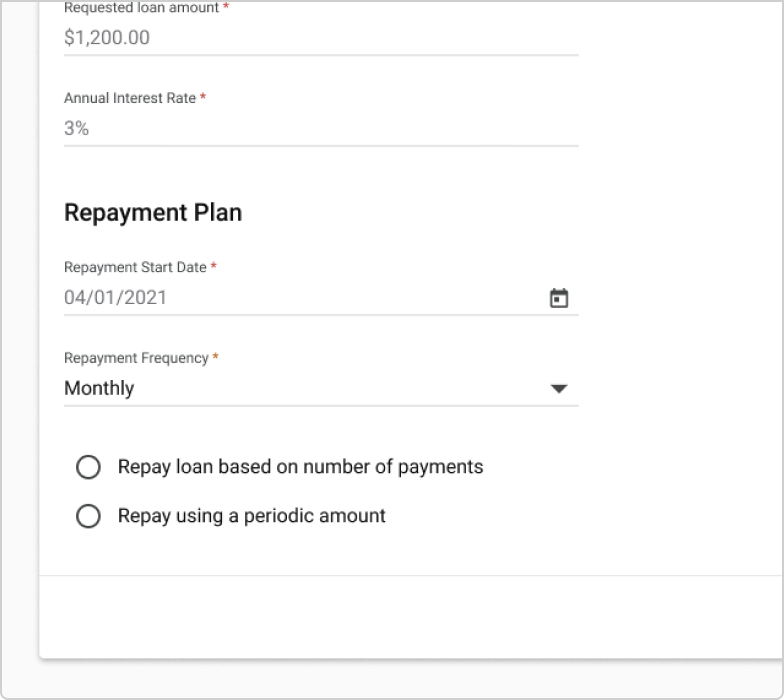 Requested loan amount *
$1,200.00
Annual Interest Rate *
3%
Repayment Plan
Repayment Start Date *
04/01/2021
Repayment Frequency *
Monthly
Repay loan based on number of payments
Repay using a periodic amount